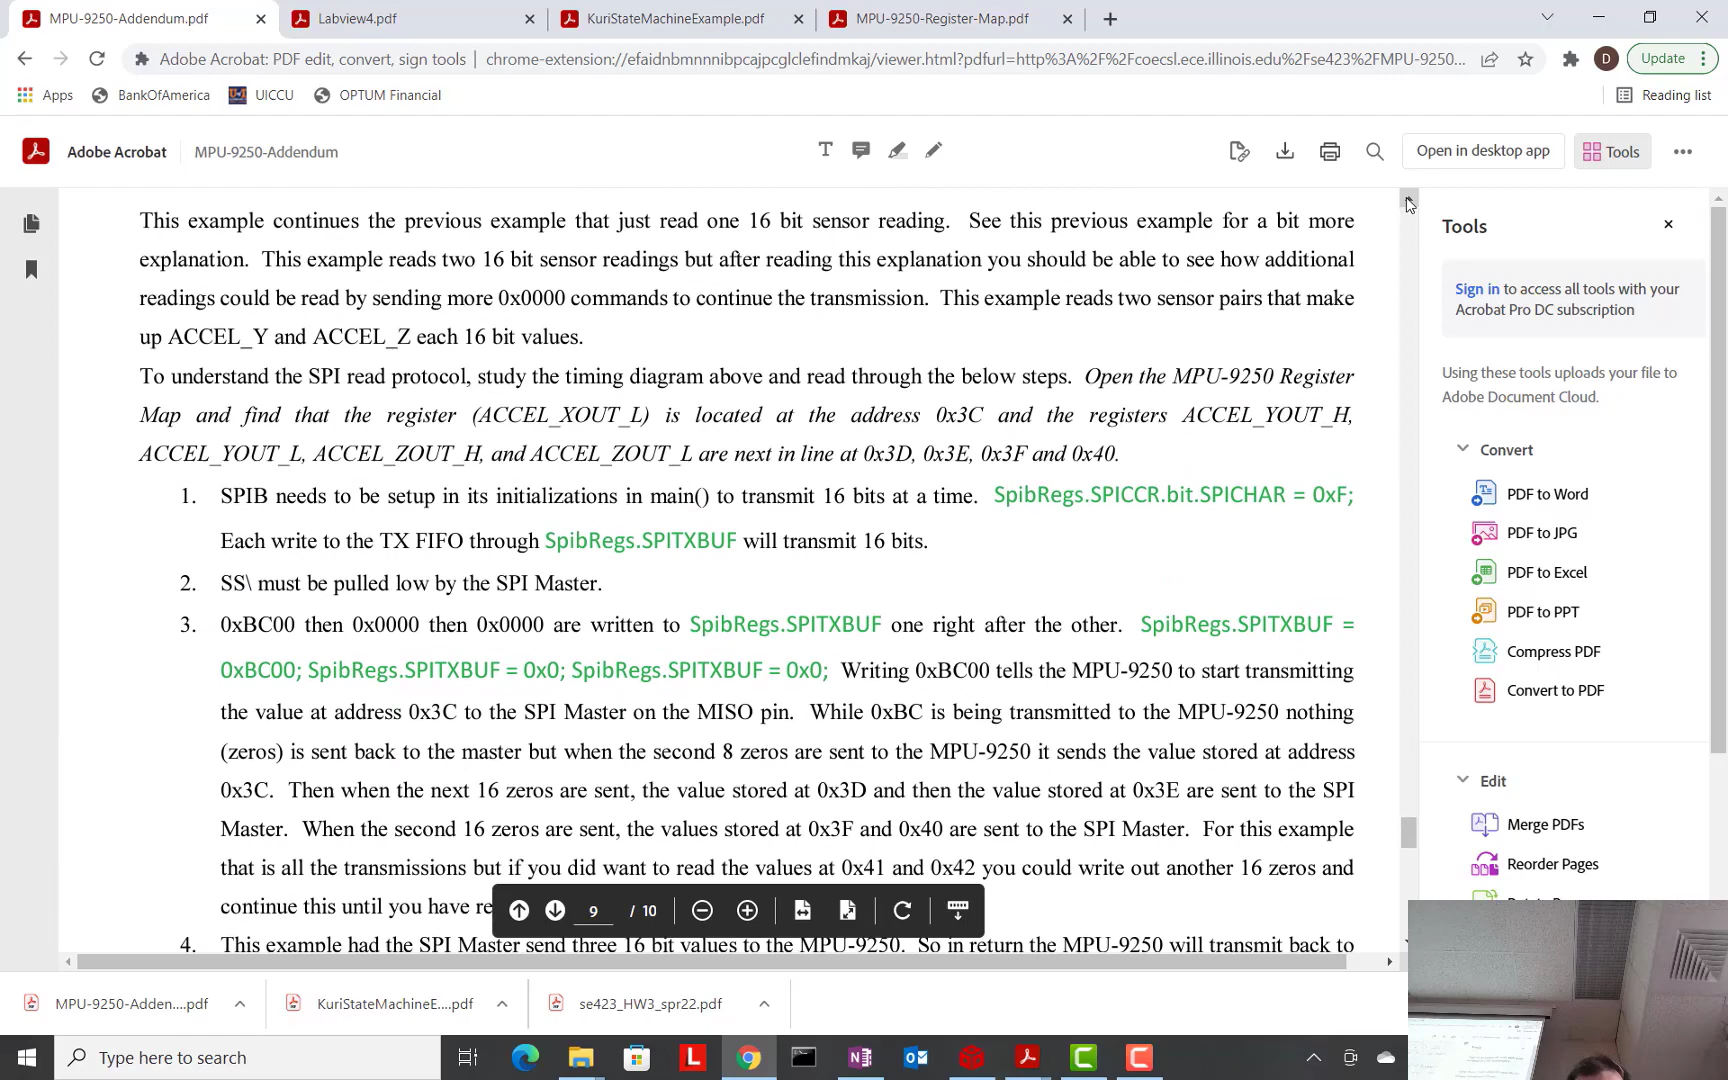 MPU-9250-Addendum.pdf
Labview4.pdf
KuriStateMachineExample.pdf
MPU-9250-Register-Map.pdf
Adobe Acrobat: PDF edit, convert, sign tools
chrome-extension://efaidnbmnnnibpcajpcglclefindmkaj/viewer.html?pdfurl=http%3A%2F%2Fcoecsl.ece.illinois.edu%2Fse423%2FMPU-9250...
D
Update
Apps
BankOfAmerica
UICCU
OPTUM Financial
Reading list
Adobe Acrobat
MPU-9250-Addendum
Open in desktop app
Tools
This example continues the previous example that just read one 16 bit sensor reading. See this previous example for a bit more
explanation. This example reads two 16 bit sensor readings but after reading this explanation you should be able to see how additional
readings could be read by sending more 0x0000 commands to continue the transmission. This example reads two sensor pairs that make
up ACCEL_Y and ACCEL_Z each 16 bit values.
To understand the SPI read protocol, study the timing diagram above and read through the below steps. Open the MPU-9250 Register
Map and find that the register (ACCEL_XOUT_L) is located at the address 0x3C and the registers ACCEL_YOUT_H,
ACCEL_YOUT_L, ACCEL_ZOUT_H, and ACCEL_ZOUT_L are next in line at 0x3D, 0x3E, 0x3F and 0x40.
1. SPIB needs to be setup in its initializations in main() to transmit 16 bits at a time. SpibRegs.SPICCR.bit.SPICHAR = 0xF;
Each write to the TX FIFO through SpibRegs.SPITXBUF will transmit 16 bits.
2. SS\ must be pulled low by the SPI Master.
3. 0xBC00 then 0x0000 then 0x0000 are written to SpibRegs.SPITXBUF one right after the other. SpibRegs.SPITXBUF =
0xBC00; SpibRegs.SPITXBUF = 0x0; SpibRegs.SPITXBUF = 0x0; Writing 0xBC00 tells the MPU-9250 to start transmitting
the value at address 0x3C to the SPI Master on the MISO pin. While 0xBC is being transmitted to the MPU-9250 nothing
(zeros) is sent back to the master but when the second 8 zeros are sent to the MPU-9250 it sends the value stored at address
0x3C. Then when the next 16 zeros are sent, the value stored at 0x3D and then the value stored at 0x3E are sent to the SPI
Master. When the second 16 zeros are sent, the values stored at 0x3F and 0x40 are sent to the SPI Master. For this example
that is all the transmissions but if you did want to read the values at 0x41 and 0x42 you could write out another 16 zeros and
continue this until you have re
4. This example had the SPI Master send three 16 bit values to the MPU-9250. So in return the MPU-9250 will transmit back to
9 / 10
Tools
Sign in to access all tools with your
Acrobat Pro DC subscription
Using these tools uploads your file to
Adobe Document Cloud.
Convert
PDF to Word
PDF to JPG
PDF to Excel
PDF to PPT
Compress PDF
Convert to PDF
Edit
Merge PDFs
Reorder Pages
MPU-9250-Adden....pdf
KuriStateMachineE....pdf
se423_HW3_spr22.pdf
Type here to search